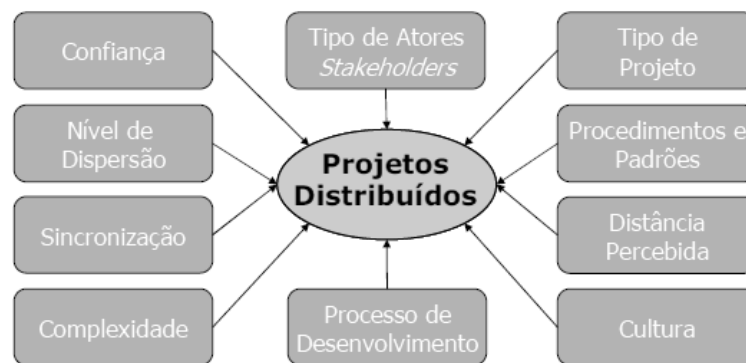 Confiança
Tipo de Atores
Stakeholders
Tipo de
Projeto
Nível de
Dispersão
Projetos
Distribuídos
Procedimentos e
Padrões
Sincronização
Distância
Percebida
Complexidade
Processo de
Desenvolvimento
Cultura